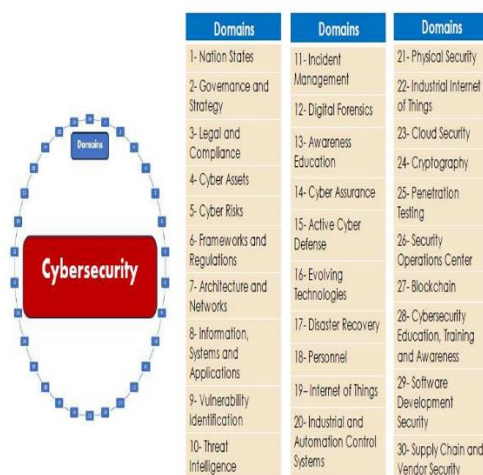 Domains
Cybersecurity
Domains
1- Nation States
2- Governance and
Strategy
3- Legal and
Compliance
4- Cyber Assets
5- Cyber Risks
6- Frameworks and
Regulations
7- Architecture and
Networks
8- Information,
Systems and
Applications
9- Vulnerability
Identification
10- Threat
Intelligence
Domains
11- Incident
Management
12- Digital Forensics
13- Awareness
Education
14- Cyber Assurance
15- Active Cyber
Defense
16- Evolving
Technologies
17- Disaster Recovery
18- Personnel
19– Internet of Things
20- Industrial and
Automation Control
Systems
Domains
21- Physical Security
22- Industrial Internet
of Things
23- Cloud Security
24- Cryptography
25- Penetration
Testing
26- Security
Operations Center
27- Blockchain
28- Cybersecurity
Education, Training
and Awareness
29- Software
Development
Security
30- Supply Chain and
Vendor Security